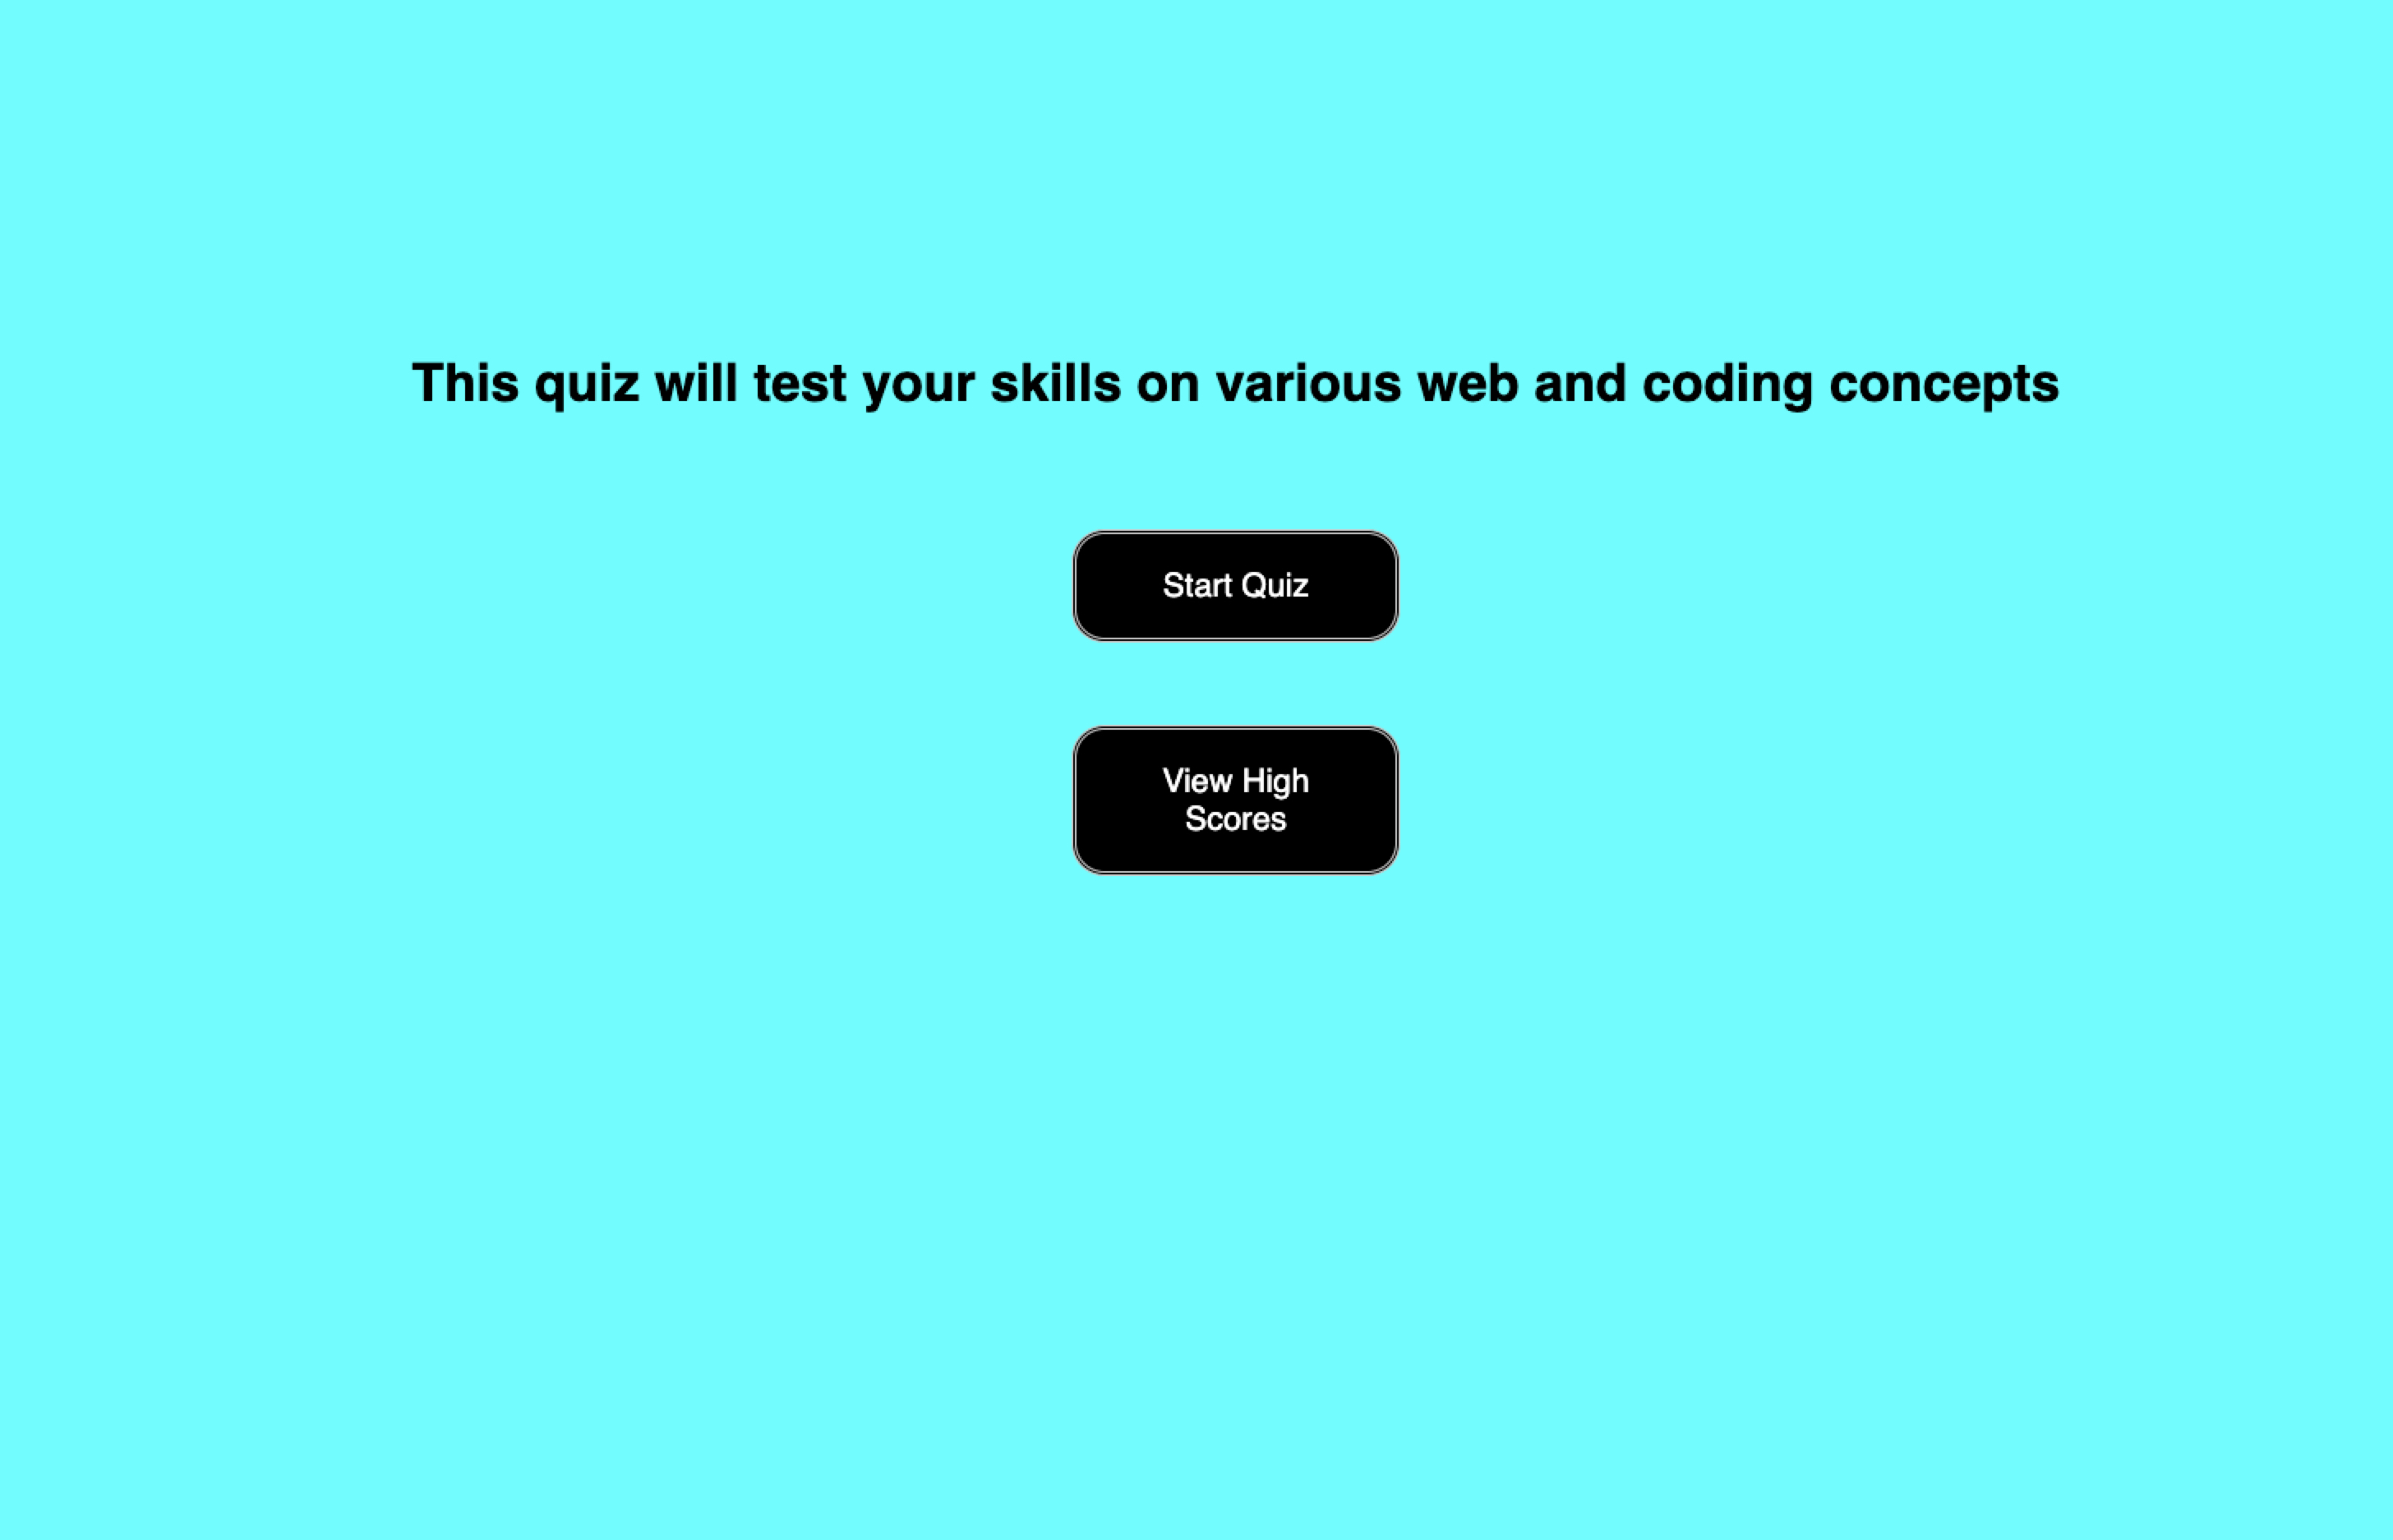 This quiz will test your skills on various web and coding concepts
Start Quiz
View High
Scores